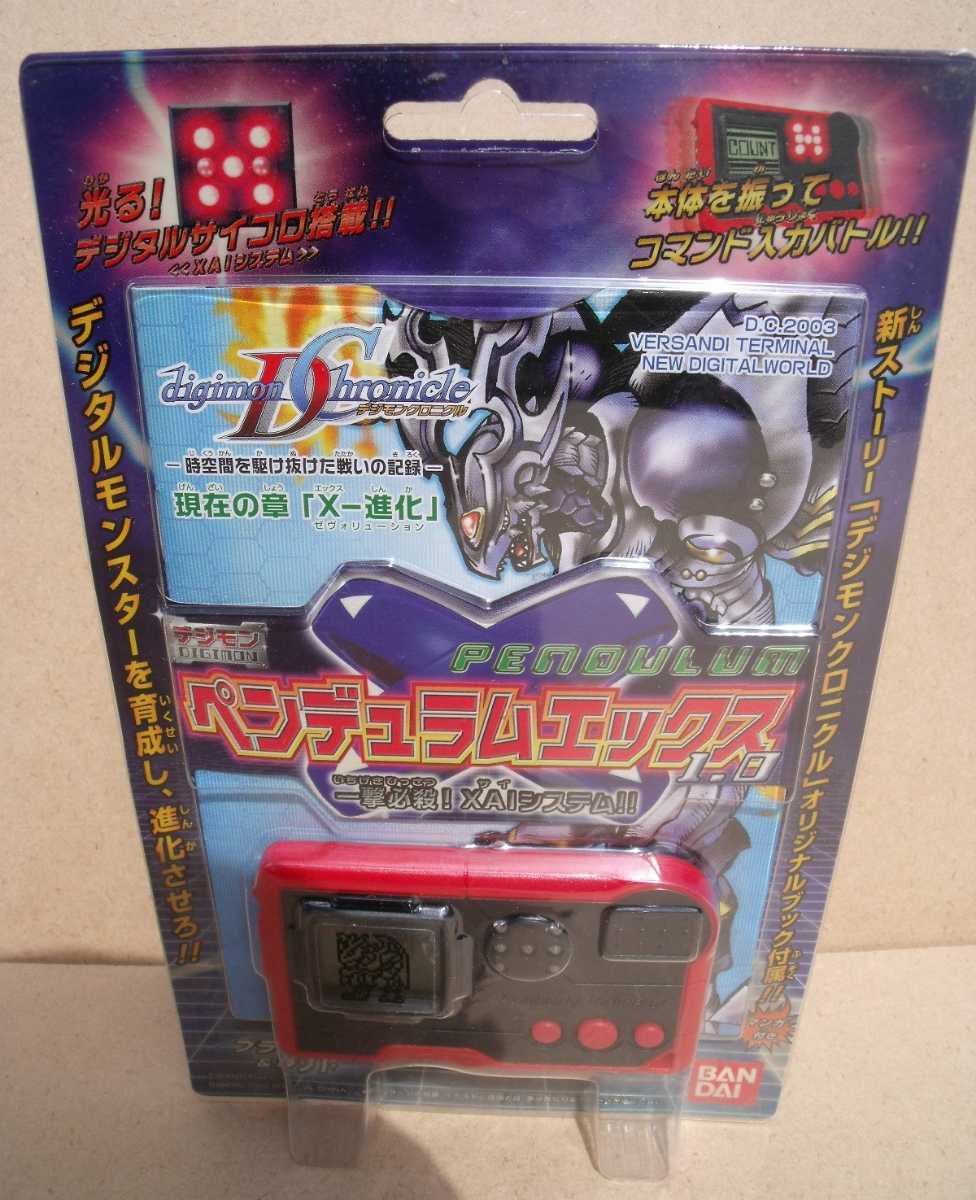 光る!
デジタルサイコロ搭載!!
<<XAIシステム>>
COUNT
本体を振って
コマンド入力バトル!!
D.C.2003
VERSANDI TERMINAL
NEW DIGITALWORLD
digimon Chronicle
デジモンクロニクル
-時空間を駆け抜けた戦いの記録-
現在の章「X-進化」
ゼヴォリューション
デジタルモンスターを育成し、進化させろ!!
新ストーリー「デジモンクロニクル」オリジナルブック付属!!
マンガ付き
デジモン
DIGIMON
PENDULUM
ペンデュラムエックス
1.0
一撃必殺! XAIシステム!!
BAN
DAI